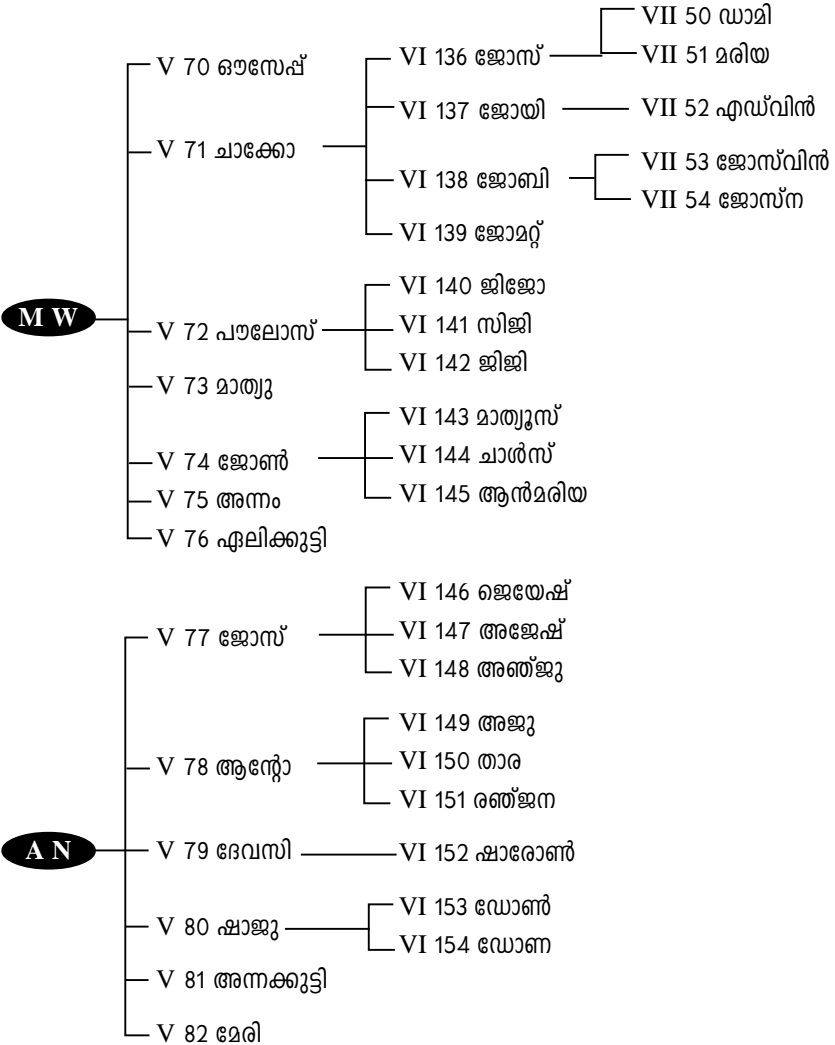 VII 50 ഡാമി
VI 136 ജോസ്
VII 51 മരിയ
V 70 ഔസേപ്പ്
VI 137 ജോയി
VII 52 എഡ്‌വിൻ
V 71 ചാക്കോ
VII 53 ജോസ്‌വിൻ
VI 138 ജോബി
VII 54 ജോസ്ന
VI 139 ജോമറ്റ്
VI 140 ജിജോ
M W
V 72 പൗലോസ്
VI 141 സിജി
VI 142 ജിജി
V 73 മാത്യു
VI 143 മാത്യൂസ്
V 74 ജോൺ
VI 144 ചാൾസ്
V 75 അന്നം
VI 145 ആൻമരിയ
V 76 ഏലിക്കുട്ടി
VI 146 ജെയേഷ്
V 77 ജോസ്
VI 147 അജേഷ്
VI 148 അഞ്ജു
VI 149 അജു
V 78 ആന്റോ
VI 150 താര
VI 151 രഞ്ജന
A N
V 79 ദേവസി
VI 152 ഷാരോൺ
VI 153 ഡോൺ
V 80 ഷാജു
VI 154 ഡോണ
V 81 അന്നക്കുട്ടി
V 82 മേരി